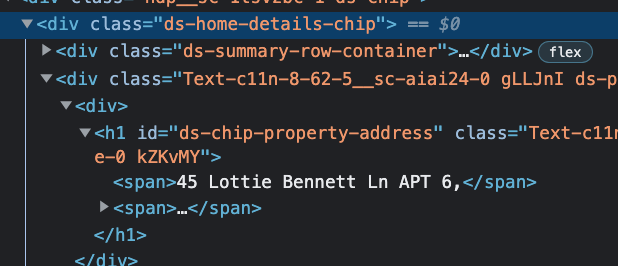 <div class="ds-home-details-chip"> == $0
<div class="ds-summary-row-container">…</div> flex
<div class="Text-c11n-8-62-5__sc-aiai24-0 gLLJnI ds-p
<div>
<h1 id="ds-chip-property-address" class="Text-c11n
e-0 kZKvMY">
<span>45 Lottie Bennett Ln APT 6,</span>
<span>…</span>
</h1>
</div>